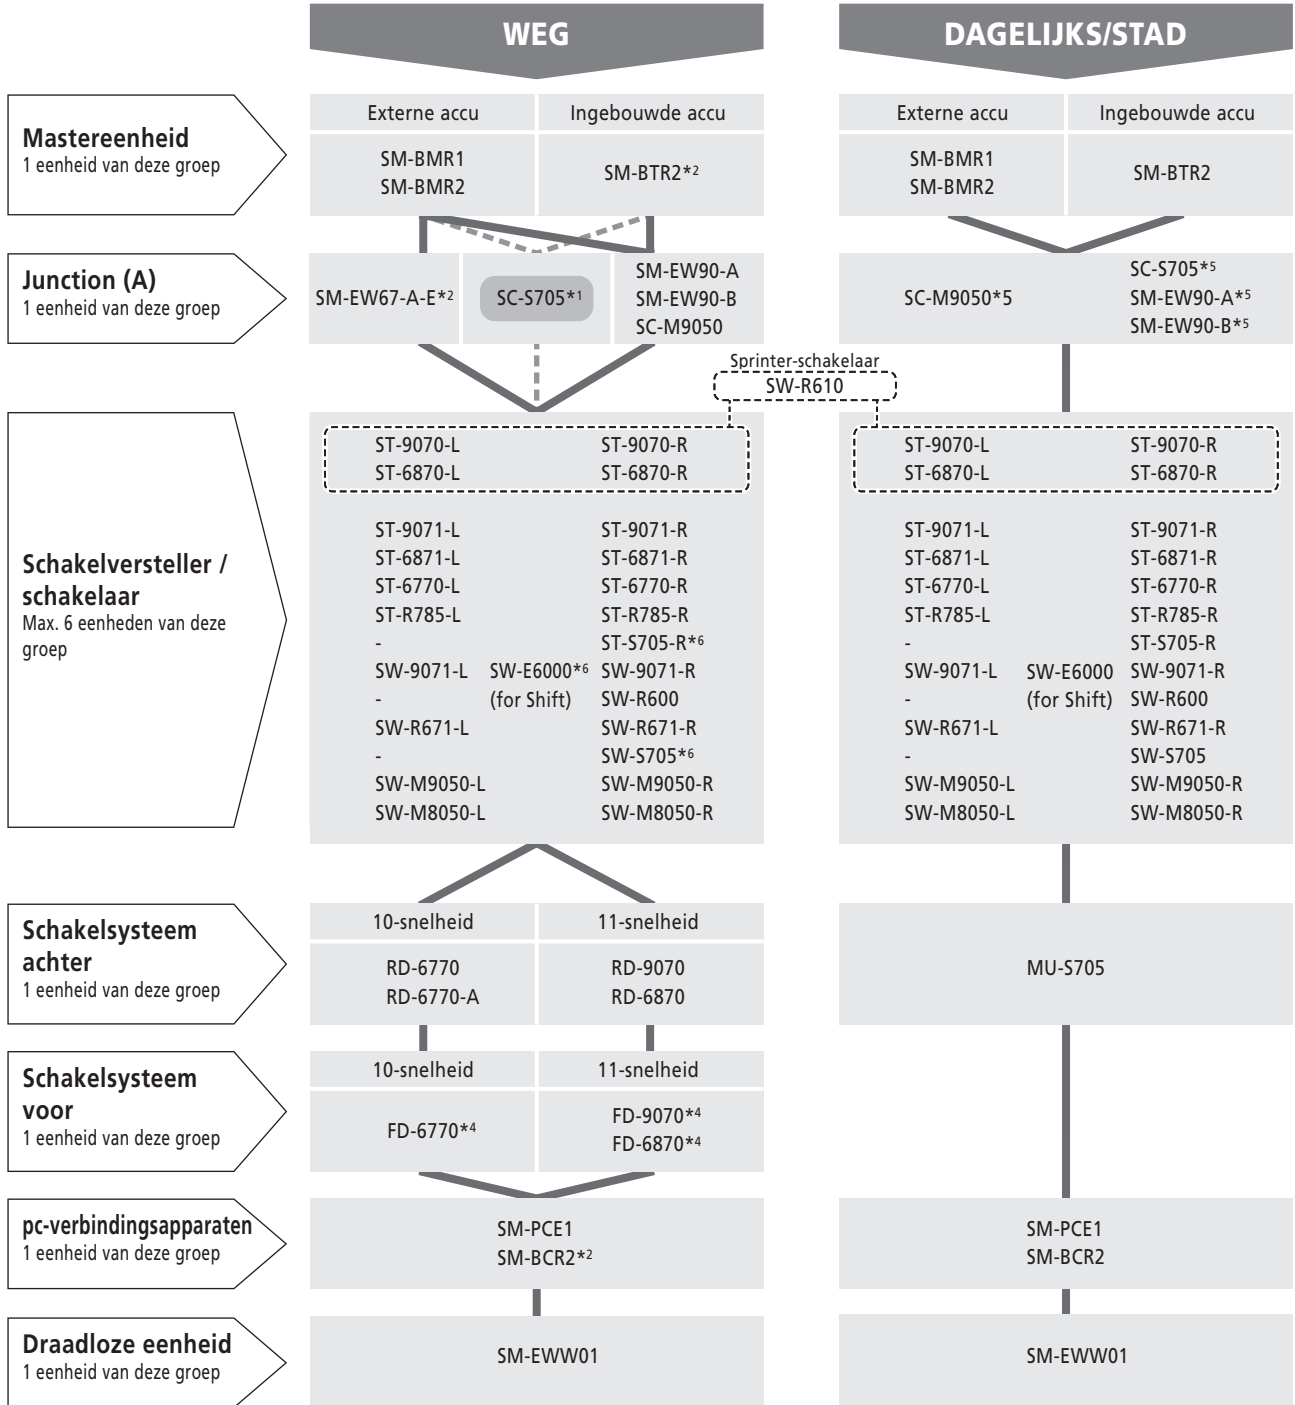 WEG
DAGELIJKS/STAD
Mastereenheid
1 eenheid van deze groep
Externe accu
Ingebouwde accu
SM-BMR1
SM-BMR2
SM-BTR2*2
Externe accu
Ingebouwde accu
SM-BMR1
SM-BMR2
SM-BTR2
Junction (A)
1 eenheid van deze groep
SM-EW67-A-E*2
SC-S705*1
SM-EW90-A
SM-EW90-B
SC-M9050
SC-M9050*5
SC-S705*5
SM-EW90-A*5
SM-EW90-B*5
Sprinter-schakelaar
SW-R610
Schakelversteller /
schakelaar
Max. 6 eenheden van deze
groep
ST-9070-L ST-9070-R
ST-6870-L ST-6870-R
ST-9071-L ST-9071-R
ST-6871-L ST-6871-R
ST-6770-L ST-6770-R
ST-R785-L ST-R785-R
- ST-S705-R*6
SW-9071-L SW-E6000*6 SW-9071-R
- (for Shift) SW-R600
SW-R671-L SW-R671-R
- SW-S705*6
SW-M9050-L SW-M9050-R
SW-M8050-L SW-M8050-R
ST-9070-L ST-9070-R
ST-6870-L ST-6870-R
ST-9071-L ST-9071-R
ST-6871-L ST-6871-R
ST-6770-L ST-6770-R
ST-R785-L ST-R785-R
- ST-S705-R
SW-9071-L SW-E6000 SW-9071-R
- (for Shift) SW-R600
SW-R671-L SW-R671-R
- SW-S705
SW-M9050-L SW-M9050-R
SW-M8050-L SW-M8050-R
Schakelsysteem
achter
1 eenheid van deze groep
10-snelheid
11-snelheid
RD-6770
RD-6770-A
RD-9070
RD-6870
MU-S705
Schakelsysteem
voor
1 eenheid van deze groep
10-snelheid
11-snelheid
FD-6770*4
FD-9070*4
FD-6870*4
pc-verbindingsapparaten
1 eenheid van deze groep
SM-PCE1
SM-BCR2*2
SM-PCE1
SM-BCR2
Draadloze eenheid
1 eenheid van deze groep
SM-EWW01
SM-EWW01